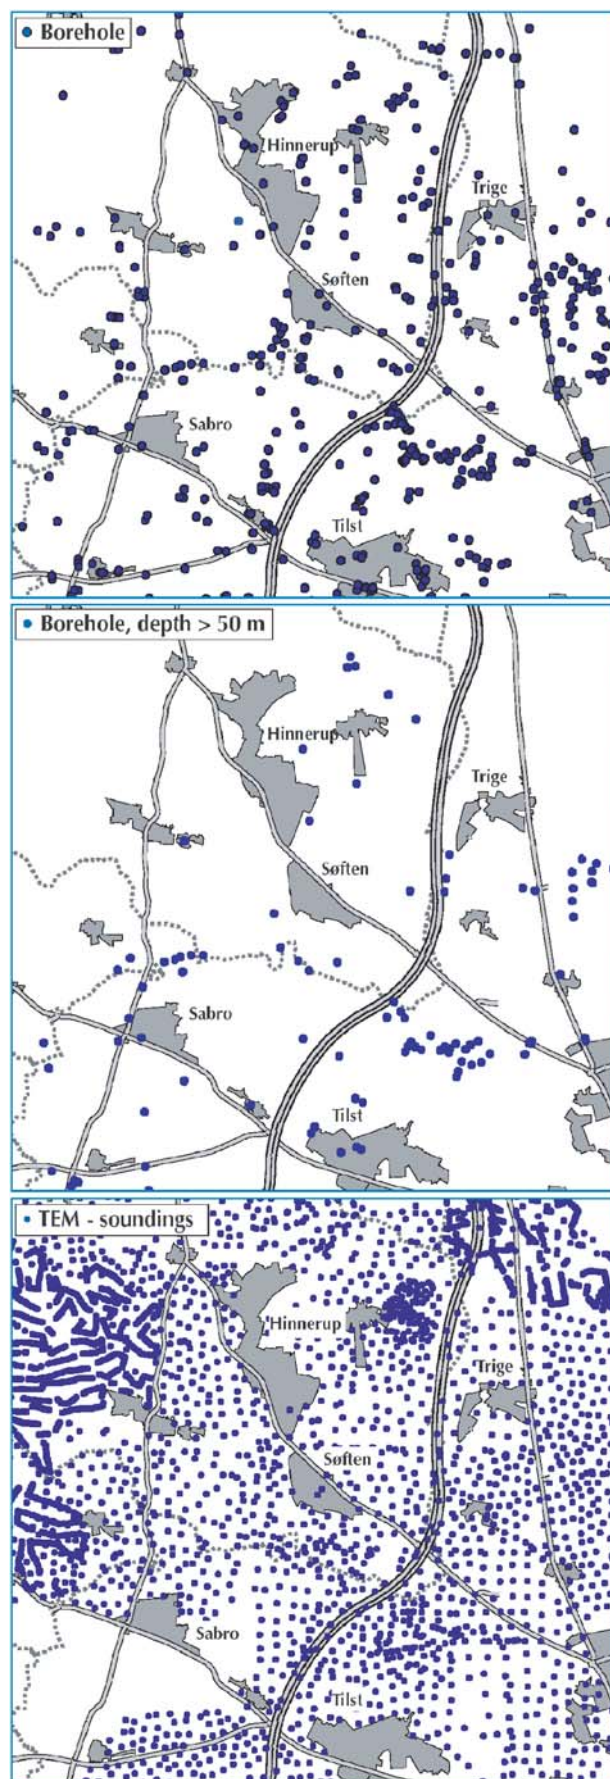 Borehole
Hinnerup
Trige
Søften
Sabro
Tilst
Borehole, depth > 50 m
Hinnerup
Trige
Søften
Sabro
Tilst
TEM - soundings
Hinnerup
Trige
Søften
Sabro
Tilst